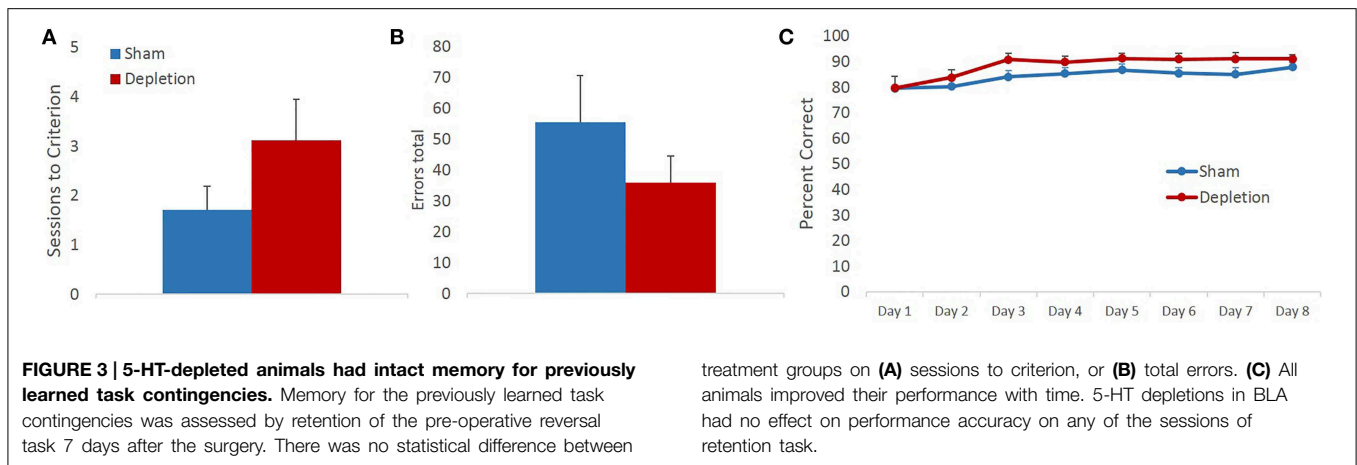 A
5
4
3
2
1
0
Sessions to Criterion
Sham
Depletion
B
80
70
60
50
40
30
20
10
0
Errors total
C
100
90
80
70
60
50
40
30
20
10
0
Percent Correct
Sham
Depletion
Day 1 Day 2 Day 3 Day 4 Day 5 Day 6 Day 7 Day 8
FIGURE 3 | 5-HT-depleted animals had intact memory for previously
learned task contingencies. Memory for the previously learned task
contingencies was assessed by retention of the pre-operative reversal
task 7 days after the surgery. There was no statistical difference between
treatment groups on (A) sessions to criterion, or (B) total errors. (C) All
animals improved their performance with time. 5-HT depletions in BLA
had no effect on performance accuracy on any of the sessions of
retention task.